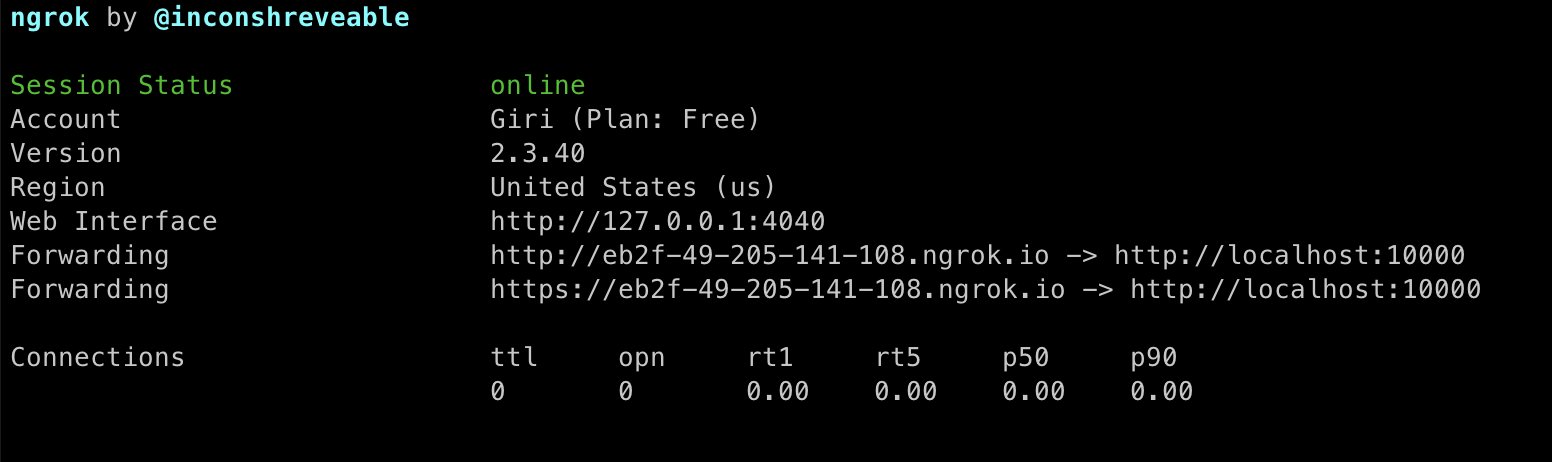 ngrok by @inconshreveable
Session Status online
Account Giri (Plan: Free)
Version 2.3.40
Region United States (us)
Web Interface http://127.0.0.1:4040
Forwarding http://eb2f-49-205-141-108.ngrok.io -> http://localhost:10000
Forwarding https://eb2f-49-205-141-108.ngrok.io -> http://localhost:10000
Connections ttl opn rt1 rt5 p50 p90
0 0 0.00 0.00 0.00 0.00